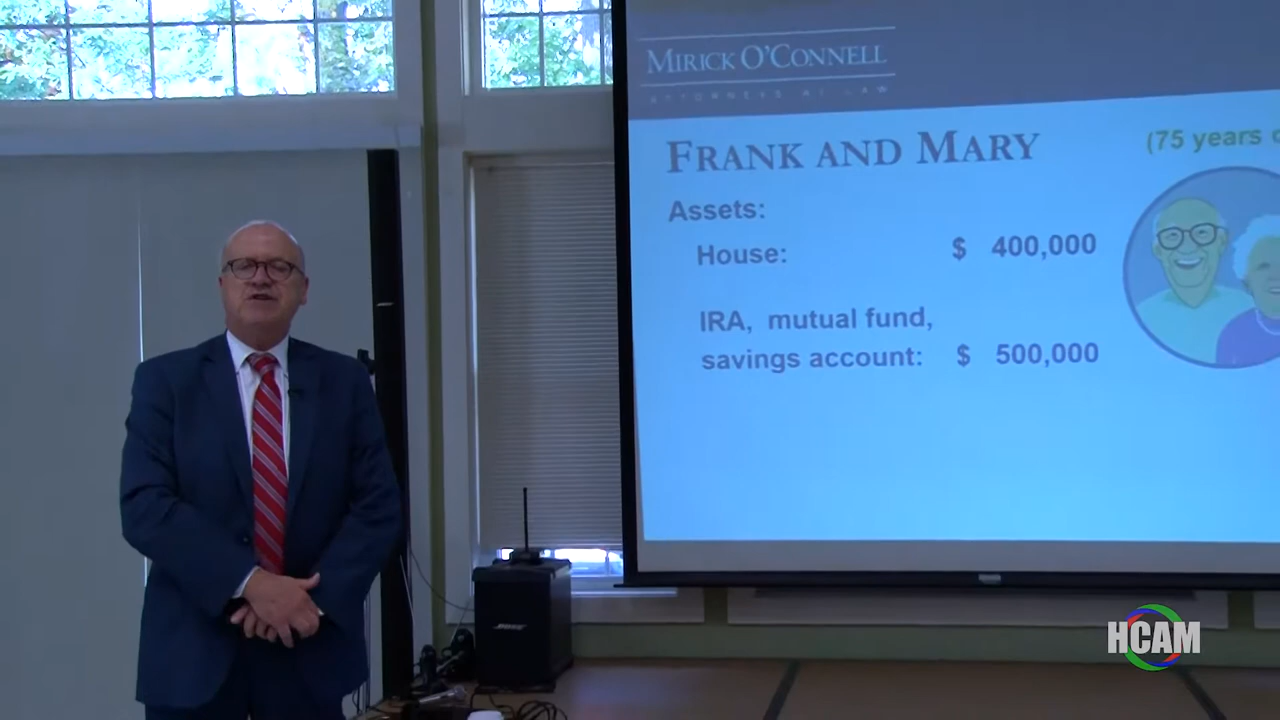 MIRICK O'CONNELL
ATTORNEYS AT LAW
FRANK AND MARY
(75 years
Assets:
House: $ 400,000
IRA, mutual fund,
savings account: $ 500,000
BOSE
HCAM